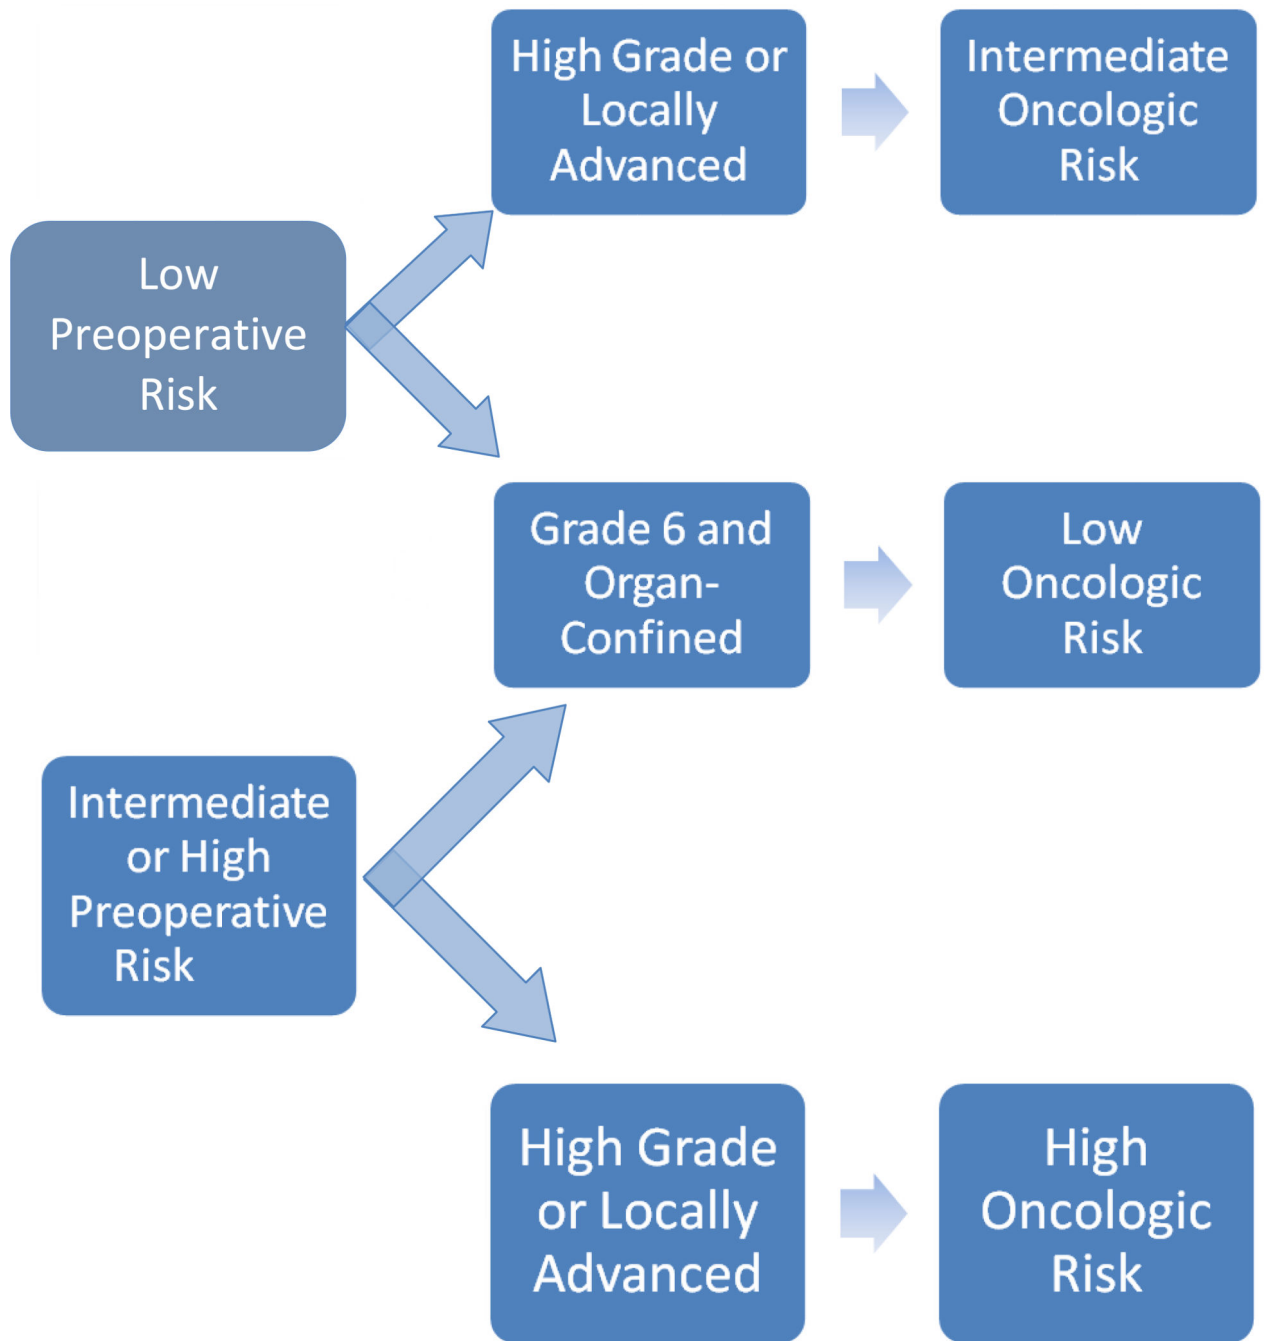 High Grade or
Locally
Advanced
Intermediate
Oncologic
Risk
Low
Preoperative
Risk
Grade 6 and
Organ-
Confined
Low
Oncologic
Risk
Intermediate
or High
Preoperative
Risk
High Grade
or Locally
Advanced
High
Oncologic
Risk